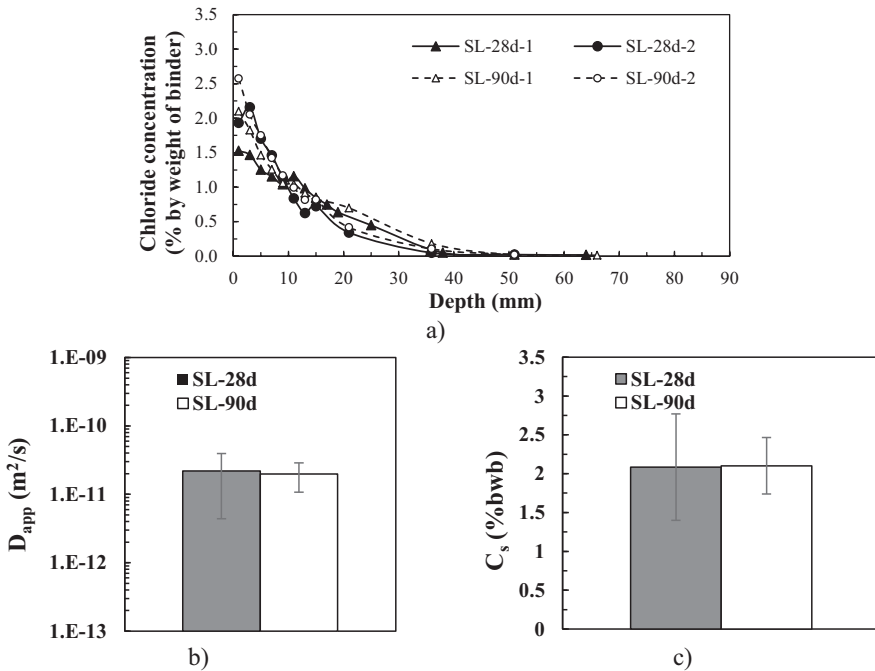 Chloride concentration
(% by weight of binder)
3.5
3.0
2.5
2.0
1.5
1.0
0.5
0.0
SL-28d-1
SL-28d-2
SL-90d-1
SL-90d-2
0 10 20 30 40 50 60 70 80 90
Depth (mm)
a)
D_app (m²/s)
1.E-09
1.E-10
1.E-11
1.E-12
1.E-13
SL-28d
SL-90d
b)
C_s (%bwb)
3.5
3
2.5
2
1.5
1
0.5
0
SL-28d
SL-90d
c)